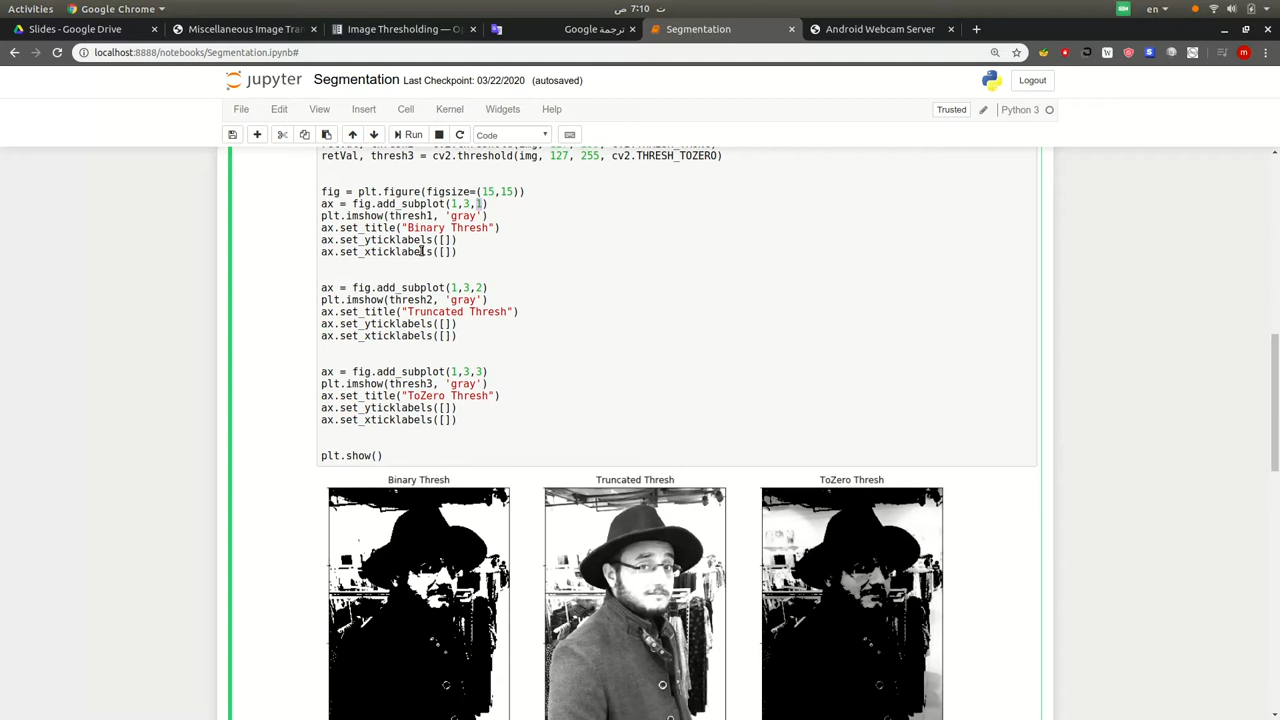 Activities Google Chrome ت 7:10 ص en
Slides - Google Drive Miscellaneous Image Tran Image Thresholding — Op ترجمة Google Segmentation Android Webcam Server
localhost:8888/notebooks/Segmentation.ipynb#
jupyter Segmentation Last Checkpoint: 03/22/2020 (autosaved) Logout
File Edit View Insert Cell Kernel Widgets Help Trusted Python 3
Run Code
retVal, thresh3 = cv2.threshold(img, 127, 255, cv2.THRESH_TOZERO)
fig = plt.figure(figsize=(15,15))
ax = fig.add_subplot(1,3,1)
plt.imshow(thresh1, 'gray')
ax.set_title("Binary Thresh")
ax.set_yticklabels([])
ax.set_xticklabels([])
ax = fig.add_subplot(1,3,2)
plt.imshow(thresh2, 'gray')
ax.set_title("Truncated Thresh")
ax.set_yticklabels([])
ax.set_xticklabels([])
ax = fig.add_subplot(1,3,3)
plt.imshow(thresh3, 'gray')
ax.set_title("ToZero Thresh")
ax.set_yticklabels([])
ax.set_xticklabels([])
plt.show()
Binary Thresh Truncated Thresh ToZero Thresh